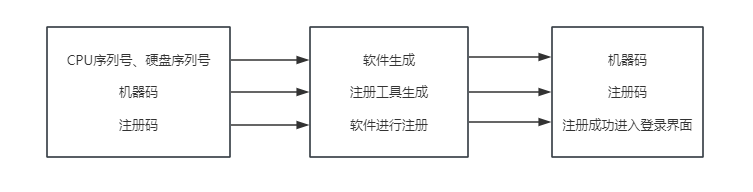 CPU序列号、硬盘序列号
机器码
注册码
软件生成
注册工具生成
软件进行注册
机器码
注册码
注册成功进入登录界面